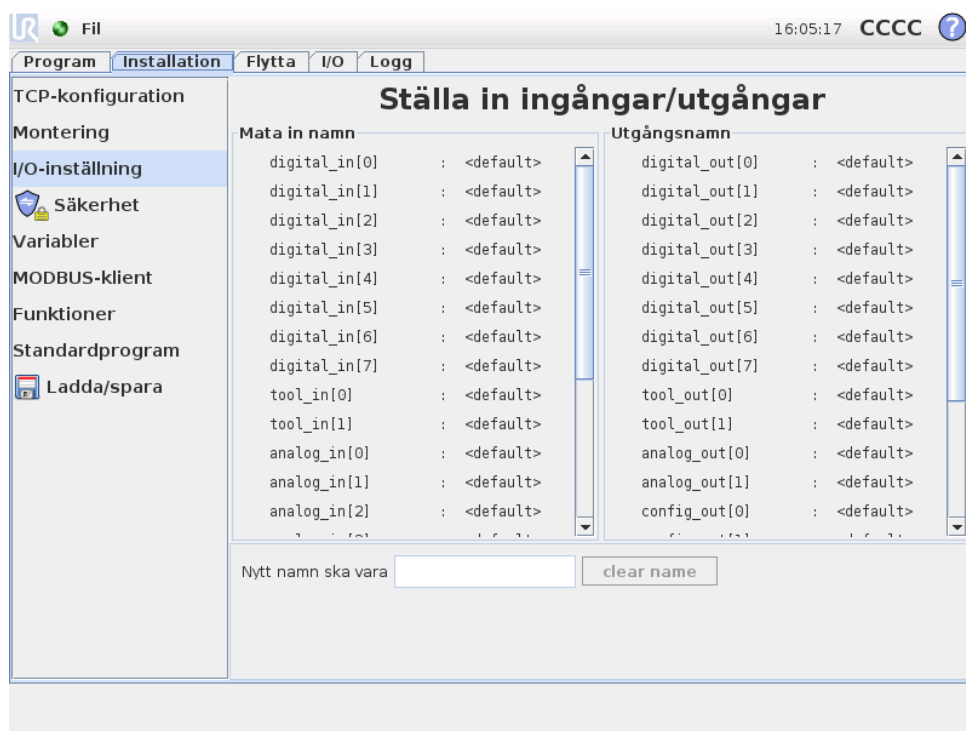 UR Fil 16:05:17 CCCC ?
Program Installation Flytta I/O Logg
TCP-konfiguration
Montering
I/O-inställning
Säkerhet
Variabler
MODBUS-klient
Funktioner
Standardprogram
Ladda/spara
Ställa in ingångar/utgångar
Mata in namn
digital_in[0] : <default>
digital_in[1] : <default>
digital_in[2] : <default>
digital_in[3] : <default>
digital_in[4] : <default>
digital_in[5] : <default>
digital_in[6] : <default>
digital_in[7] : <default>
tool_in[0] : <default>
tool_in[1] : <default>
analog_in[0] : <default>
analog_in[1] : <default>
analog_in[2] : <default>
Utgångsnamn
digital_out[0] : <default>
digital_out[1] : <default>
digital_out[2] : <default>
digital_out[3] : <default>
digital_out[4] : <default>
digital_out[5] : <default>
digital_out[6] : <default>
digital_out[7] : <default>
tool_out[0] : <default>
tool_out[1] : <default>
analog_out[0] : <default>
analog_out[1] : <default>
config_out[0] : <default>
Nytt namn ska vara
clear name